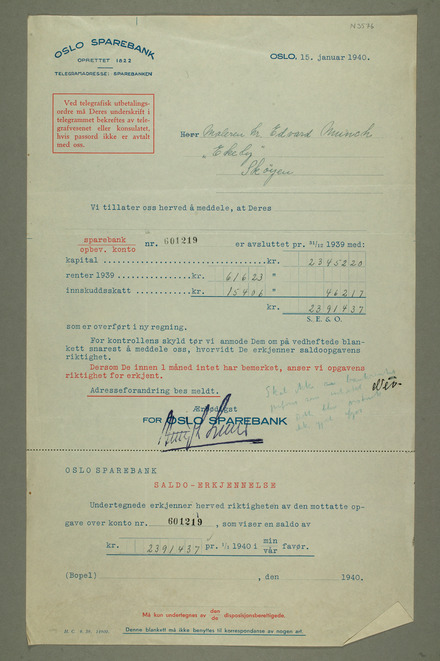 N 3576
OSLO SPAREBANK
OPRETTET 1822
TELEGRAMADRESSE: SPAREBANKEN
OSLO, 15. januar 1940.
Ved telegrafisk utbetalings-
ordre må Deres underskrift i
telegrammet bekreftes av tele-
grafvesenet eller konsulatet,
hvis passord ikke er avtalt
med oss.
Herr Maleren hr. Edvard Munch
„Ekely"
Skøyen
Vi tillater oss herved å meddele, at Deres
sparebank
opbev. konto nr. 601219 er avsluttet pr. 31/12 1939 med:
kapital kr. 2345220
renter 1939 kr. 61623 "
innskuddsskatt " 15406 " 46217
kr. 2391437
S. E. & O.
som er overført i ny regning.
For kontrollens skyld tør vi anmode Dem om på vedheftede blan-
kett snarest å meddele oss, hvorvidt De erkjenner saldoopgavens
riktighet.
Dersom De innen 1 måned intet har bemerket, anser vi opgavens
riktighet for erkjent.
Adresseforandring bes meldt.
Ærbødigst
FOR OSLO SPAREBANK
OSLO SPAREBANK
SALDO-ERKJENNELSE
Undertegnede erkjenner herved riktigheten av den mottatte op-
gave over konto nr. 601219, som viser en saldo av
kr. 2391437 pr. 1/1 1940 i min
vår favør.
(Bopel) , den 1940.
Må kun undertegnet av den
de disposisjonsberettigede.
Denne blankett må ikke benyttes til korrespondanse av nogen art.